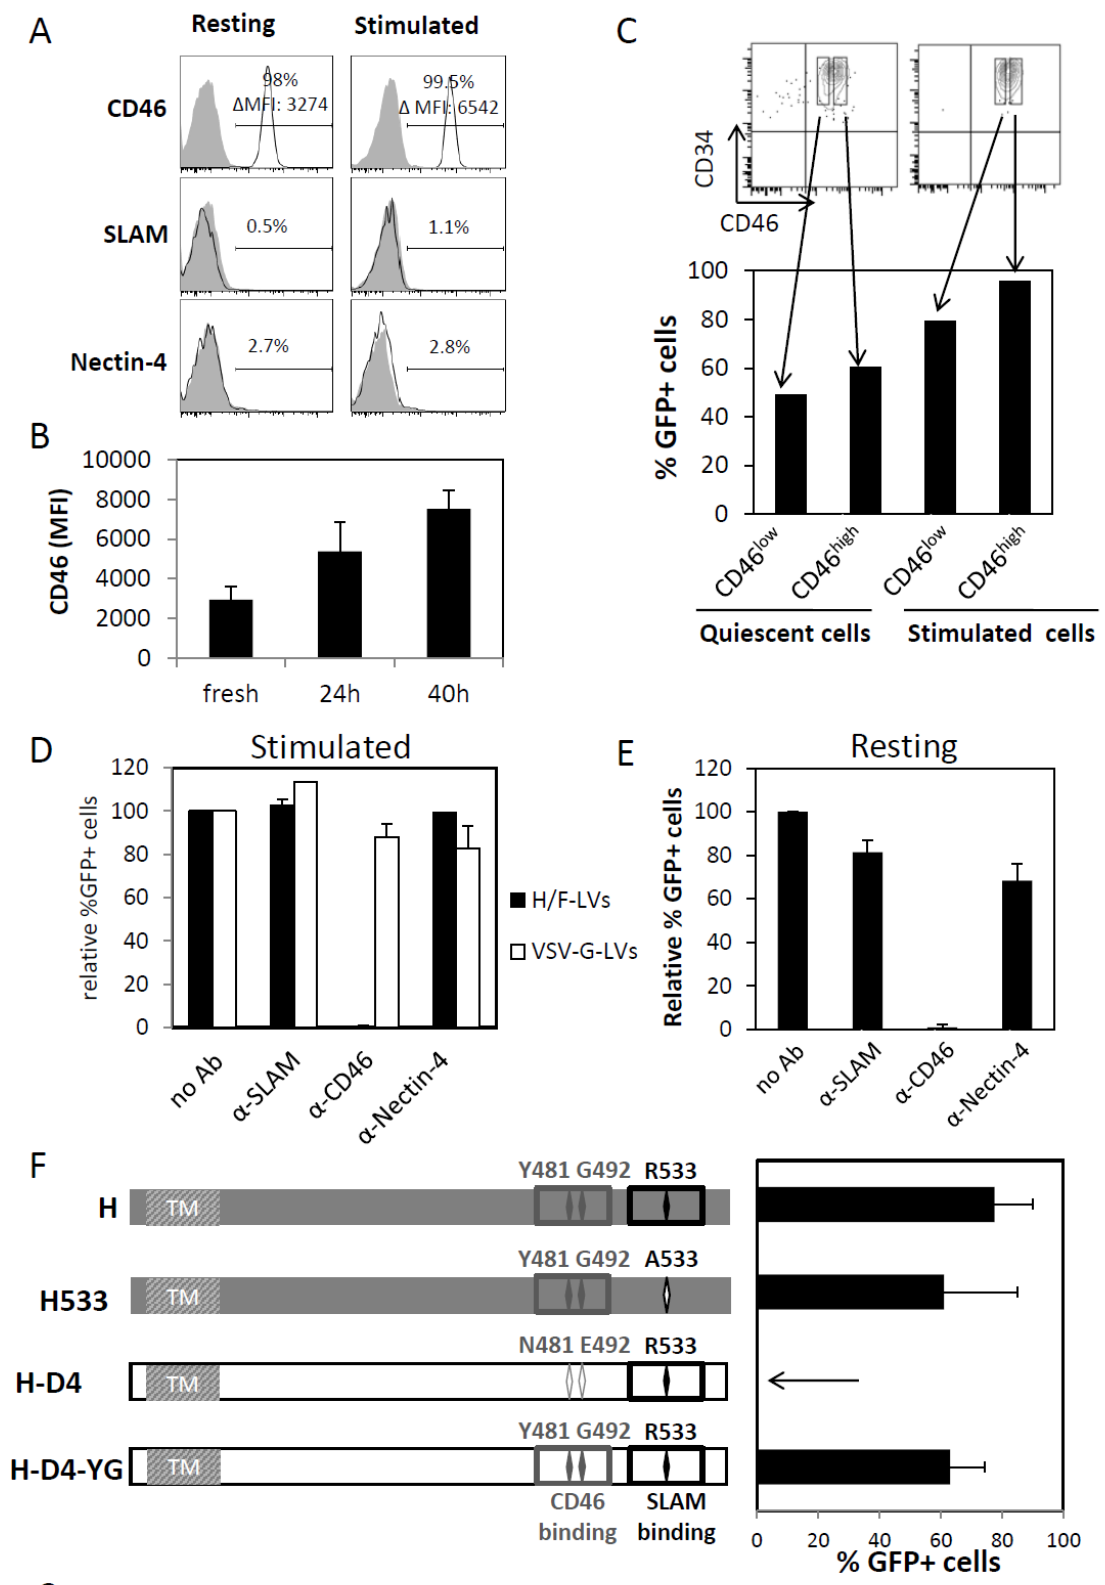 A
Resting
Stimulated
CD46
98%
ΔMFI: 3274
99.5%
Δ MFI: 6542
SLAM
0.5%
1.1%
Nectin-4
2.7%
2.8%
B
CD46 (MFI)
10000
8000
6000
4000
2000
0
fresh
24h
40h
C
CD34
CD46
% GFP+ cells
100
80
60
40
20
0
CD46low
CD46high
CD46low
CD46high
Quiescent cells
Stimulated cells
D
Stimulated
relative %GFP+ cells
120
100
80
60
40
20
0
no Ab
α-SLAM
α-CD46
α-Nectin-4
H/F-LVs
VSV-G-LVs
E
Resting
Relative % GFP+ cells
120
100
80
60
40
20
0
no Ab
α-SLAM
α-CD46
α-Nectin-4
F
Y481 G492 R533
H
TM
Y481 G492 A533
H533
TM
N481 E492 R533
H-D4
TM
Y481 G492 R533
H-D4-YG
TM
CD46 binding
SLAM binding
0 20 40 60 80 100
% GFP+ cells